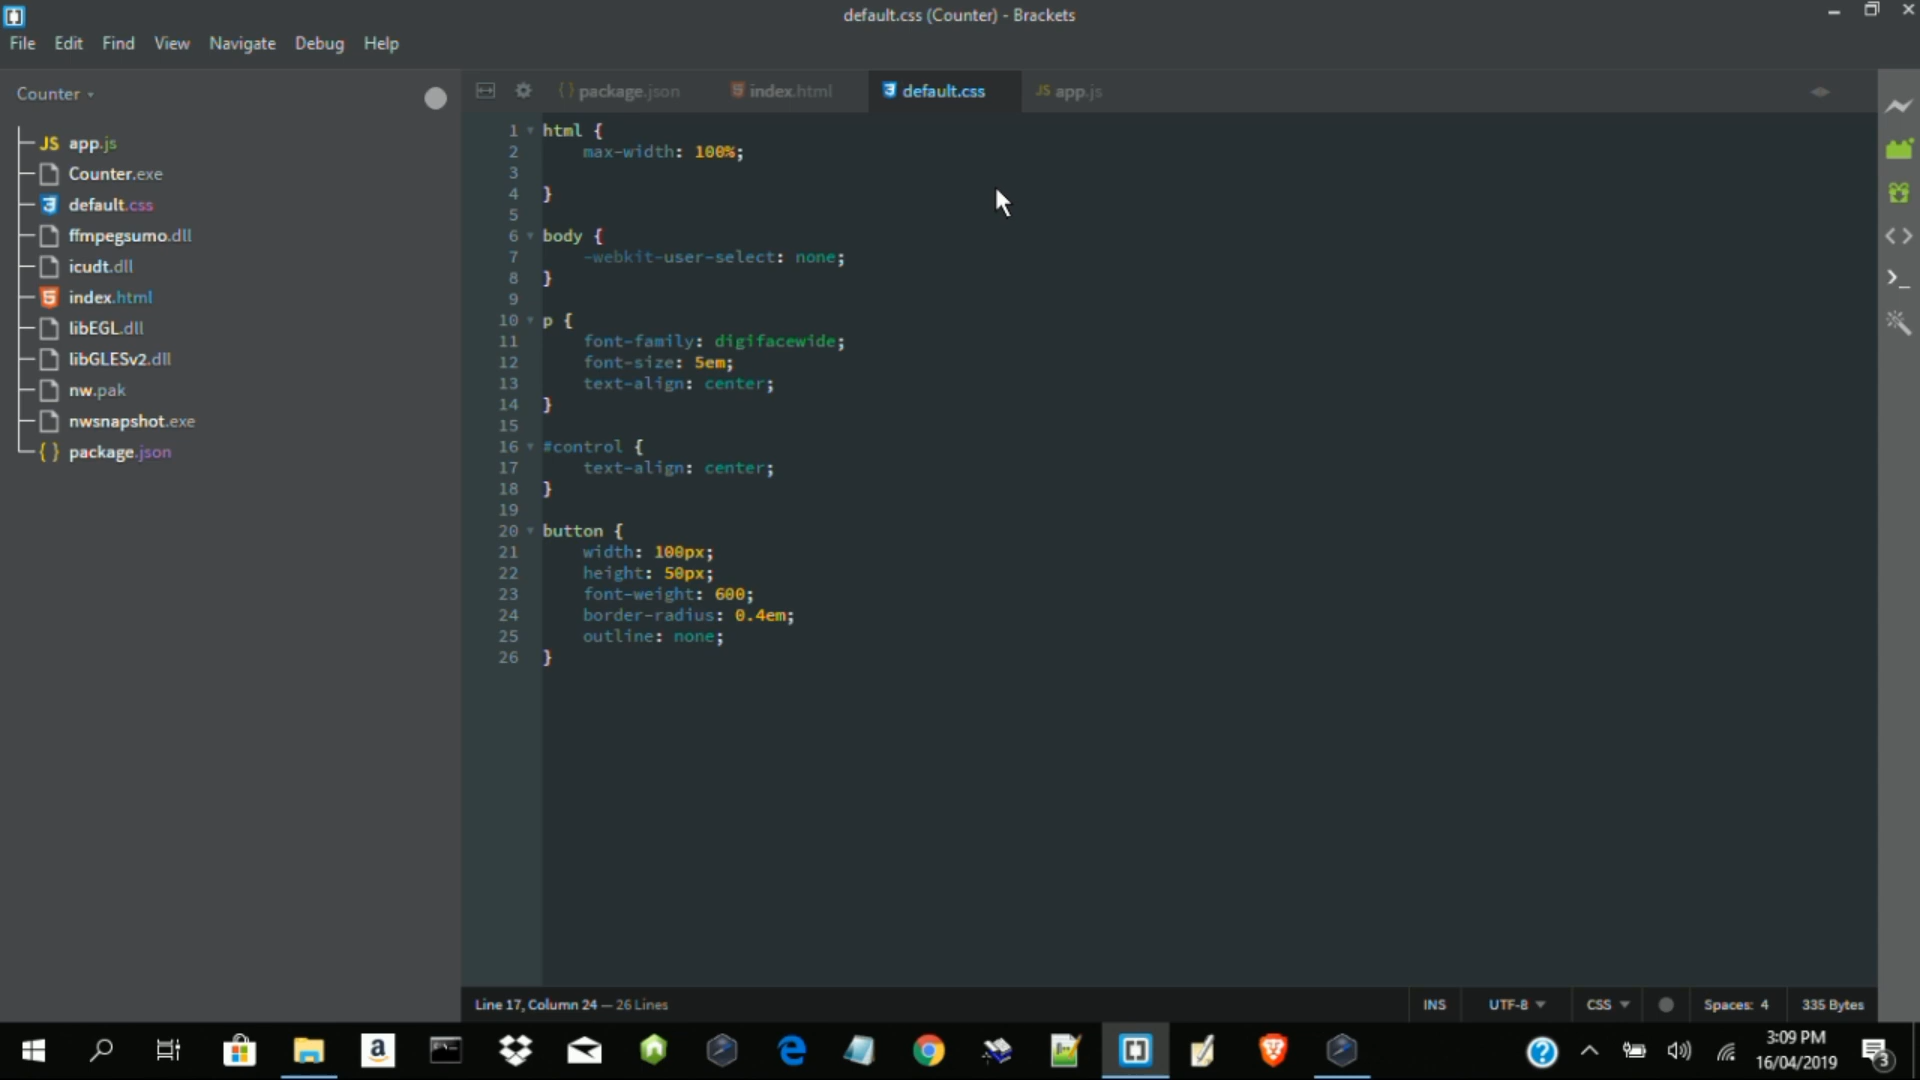 default.css (Counter) - Brackets
File Edit Find View Navigate Debug Help
Counter
JS app.js
Counter.exe
default.css
ffmpegsumo.dll
icudt.dll
index.html
libEGL.dll
libGLESv2.dll
nw.pak
nwsnapshot.exe
{ } package.json
{ } package.json index.html default.css JS app.js
1 html {
2 max-width: 100%;
3
4 }
5
6 body {
7 -webkit-user-select: none;
8 }
9
10 p {
11 font-family: digifacewide;
12 font-size: 5em;
13 text-align: center;
14 }
15
16 #control {
17 text-align: center;
18 }
19
20 button {
21 width: 100px;
22 height: 50px;
23 font-weight: 600;
24 border-radius: 0.4em;
25 outline: none;
26 }
Line 17, Column 24 — 26 Lines
INS UTF-8 CSS Spaces: 4 335 Bytes
3:09 PM
16/04/2019
3